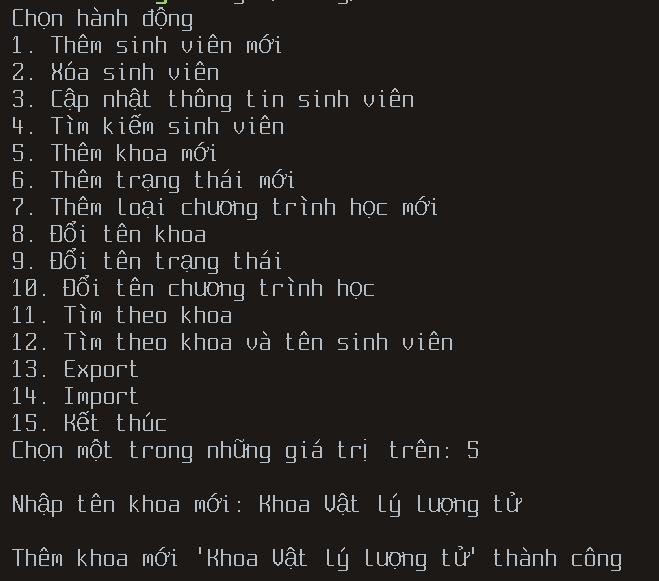 Chọn hành động
1. Thêm sinh viên mới
2. Xóa sinh viên
3. Cập nhật thông tin sinh viên
4. Tìm kiếm sinh viên
5. Thêm khoa mới
6. Thêm trạng thái mới
7. Thêm loại chương trình học mới
8. Đổi tên khoa
9. Đổi tên trạng thái
10. Đổi tên chương trình học
11. Tìm theo khoa
12. Tìm theo khoa và tên sinh viên
13. Export
14. Import
15. Kết thúc
Chọn một trong những giá trị trên: 5
Nhập tên khoa mới: Khoa Vật lý lượng tử
Thêm khoa mới 'Khoa Vật lý lượng tử' thành công